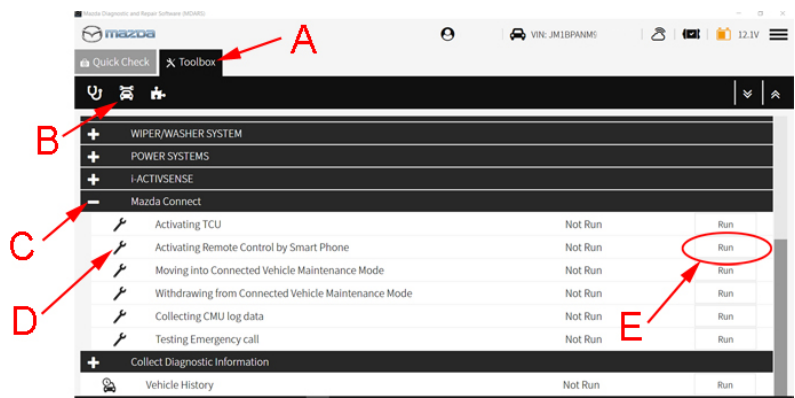 Mazda Diagnostic and Repair Software (MDARS)
mazda
VIN: JM1BPANM9
12.1V
A
Quick Check
Toolbox
B
WIPER/WASHER SYSTEM
POWER SYSTEMS
i-ACTIVSENSE
Mazda Connect
C
Activating TCU Not Run Run
Activating Remote Control by Smart Phone Not Run Run
D
Moving into Connected Vehicle Maintenance Mode Not Run Run
Withdrawing from Connected Vehicle Maintenance Mode Not Run Run
Collecting CMU log data Not Run Run
E
Testing Emergency call Not Run Run
Collect Diagnostic Information
Vehicle History Not Run Run